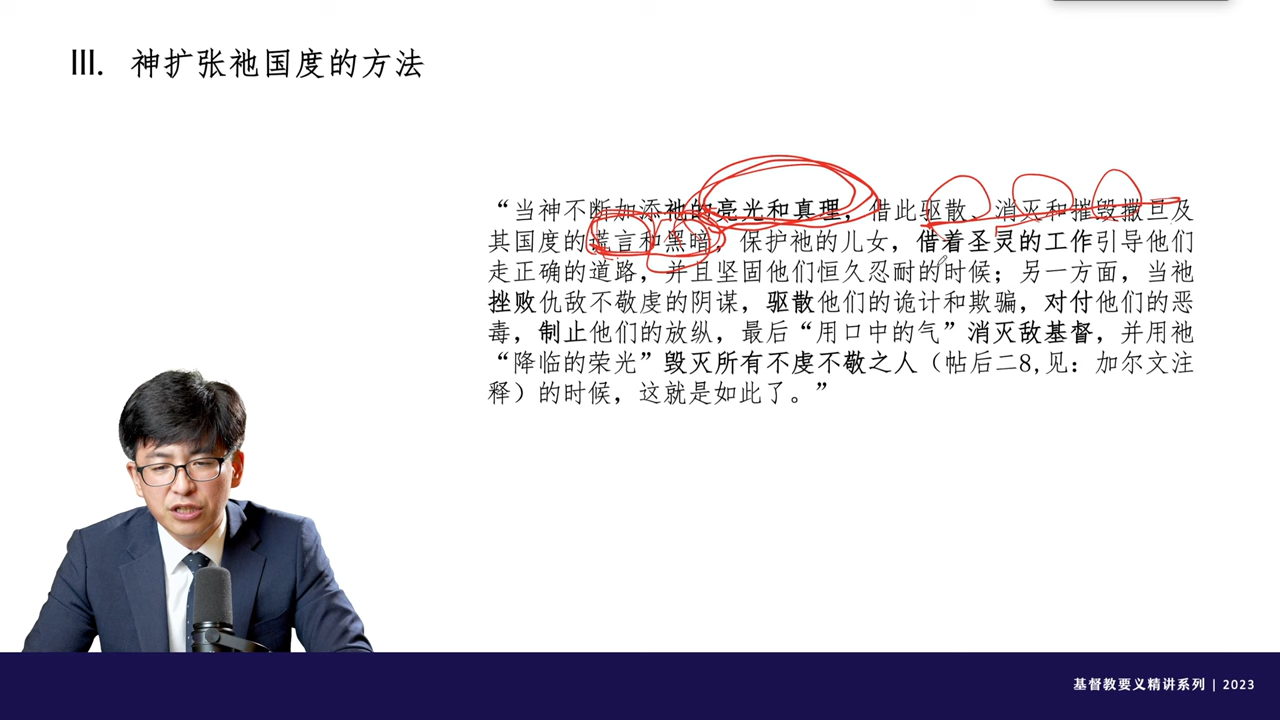 III. 神扩张祂国度的方法
“当神不断加添祂的亮光和真理，借此驱散、消灭和摧毁撒旦及
其国度的谎言和黑暗，保护祂的儿女，借着圣灵的工作引导他们
走正确的道路，并且坚固他们恒久忍耐的时候；另一方面，当祂
挫败仇敌不敬虔的阴谋，驱散他们的诡计和欺骗，对付他们的恶
毒，制止他们的放纵，最后“用口中的气”消灭敌基督，并用祂
“降临的荣光”毁灭所有不虔不敬之人（帖后二8,见：加尔文注
释）的时候，这就是如此了。”
基督教要义精讲系列 | 2023